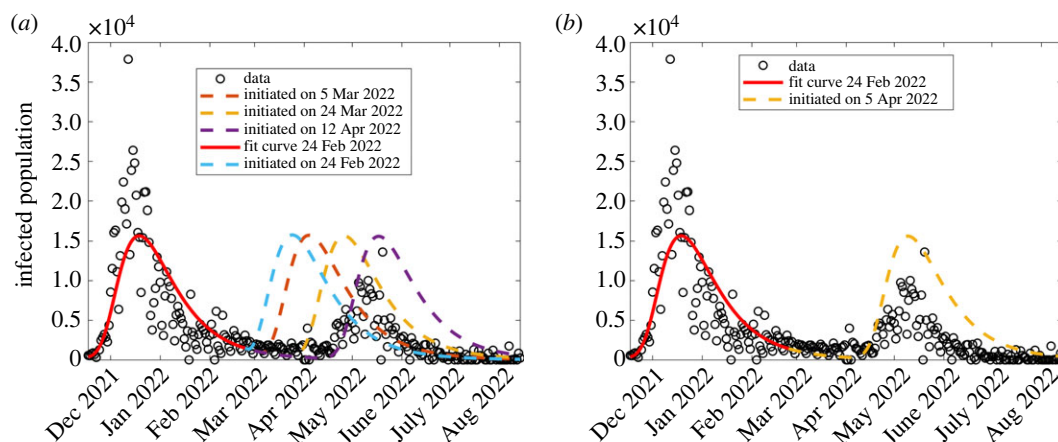 (a)
×10⁴
4.0
3.5
3.0
2.5
2.0
1.5
1.0
0.5
0
infected population
data
initiated on 5 Mar 2022
initiated on 24 Mar 2022
initiated on 12 Apr 2022
fit curve 24 Feb 2022
initiated on 24 Feb 2022
Dec 2021
Jan 2022
Feb 2022
Mar 2022
Apr 2022
May 2022
June 2022
July 2022
Aug 2022
(b)
×10⁴
4.0
3.5
3.0
2.5
2.0
1.5
1.0
0.5
0
data
fit curve 24 Feb 2022
initiated on 5 Apr 2022
Dec 2021
Jan 2022
Feb 2022
Mar 2022
Apr 2022
May 2022
June 2022
July 2022
Aug 2022